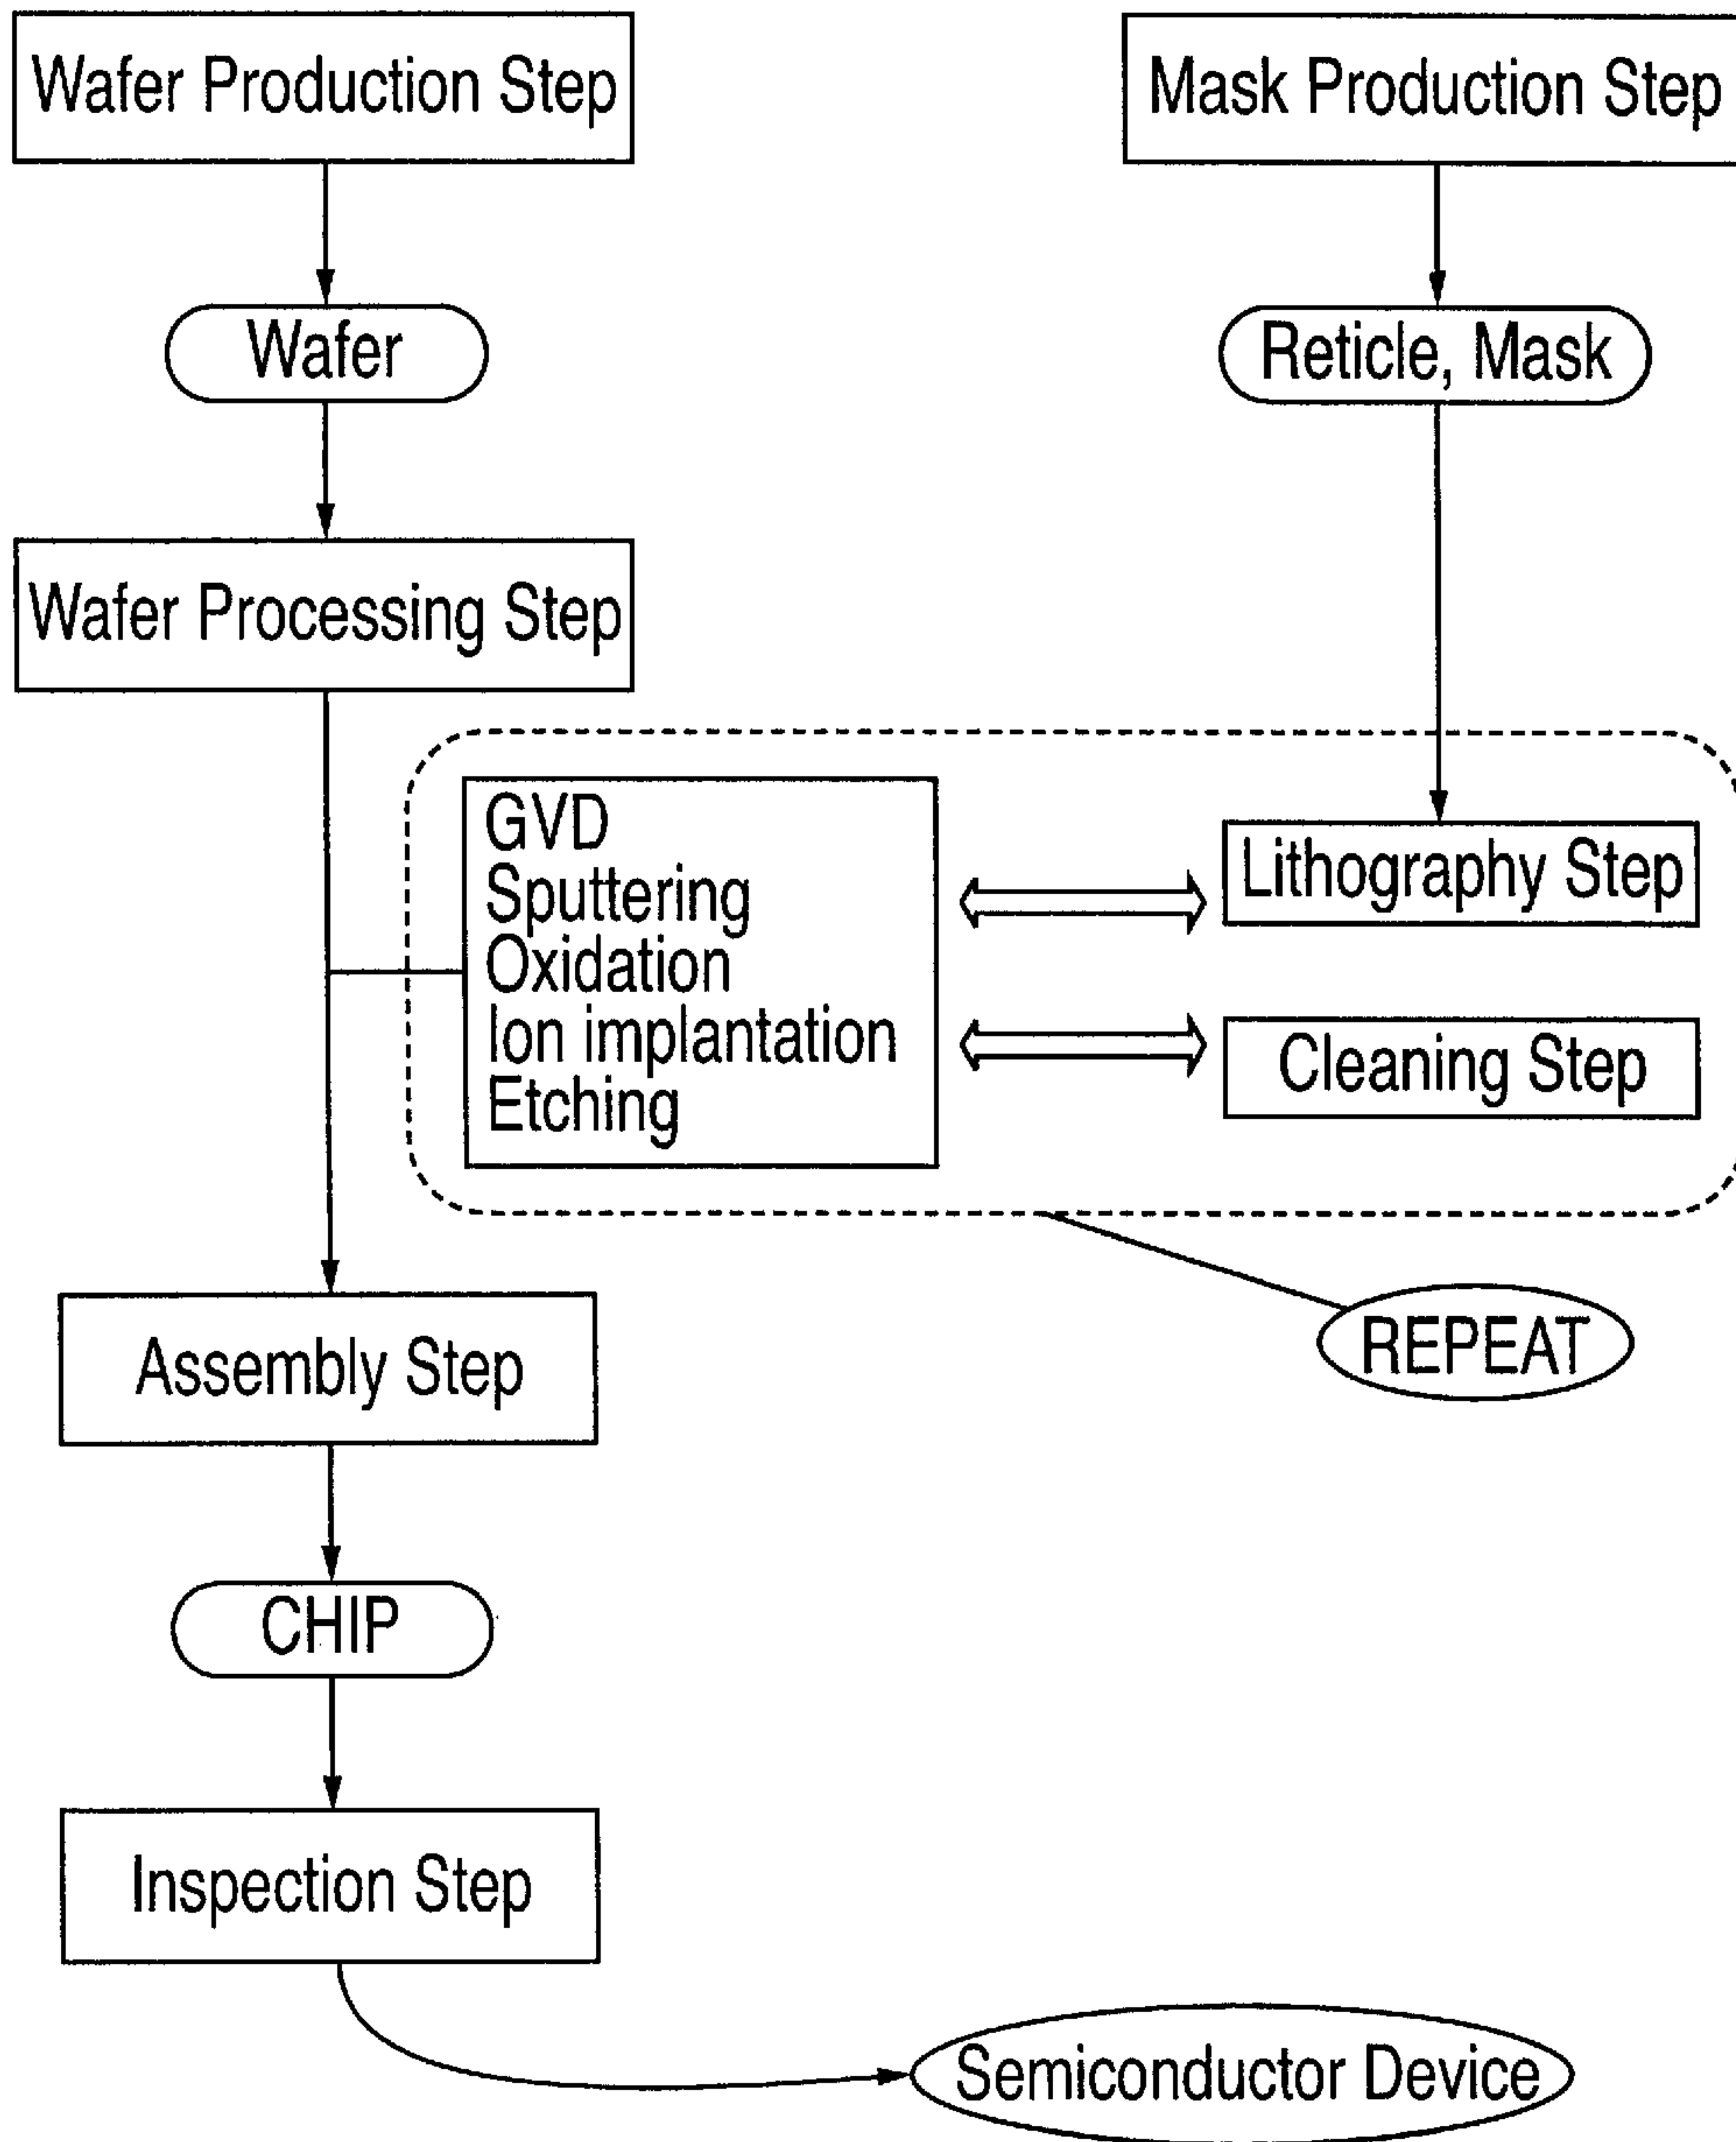 Wafer Production Step
Mask Production Step
Wafer
Reticle, Mask
Wafer Processing Step
GVD
Sputtering
Oxidation
Ion implantation
Etching
Lithography Step
Cleaning Step
REPEAT
Assembly Step
CHIP
Inspection Step
Semiconductor Device